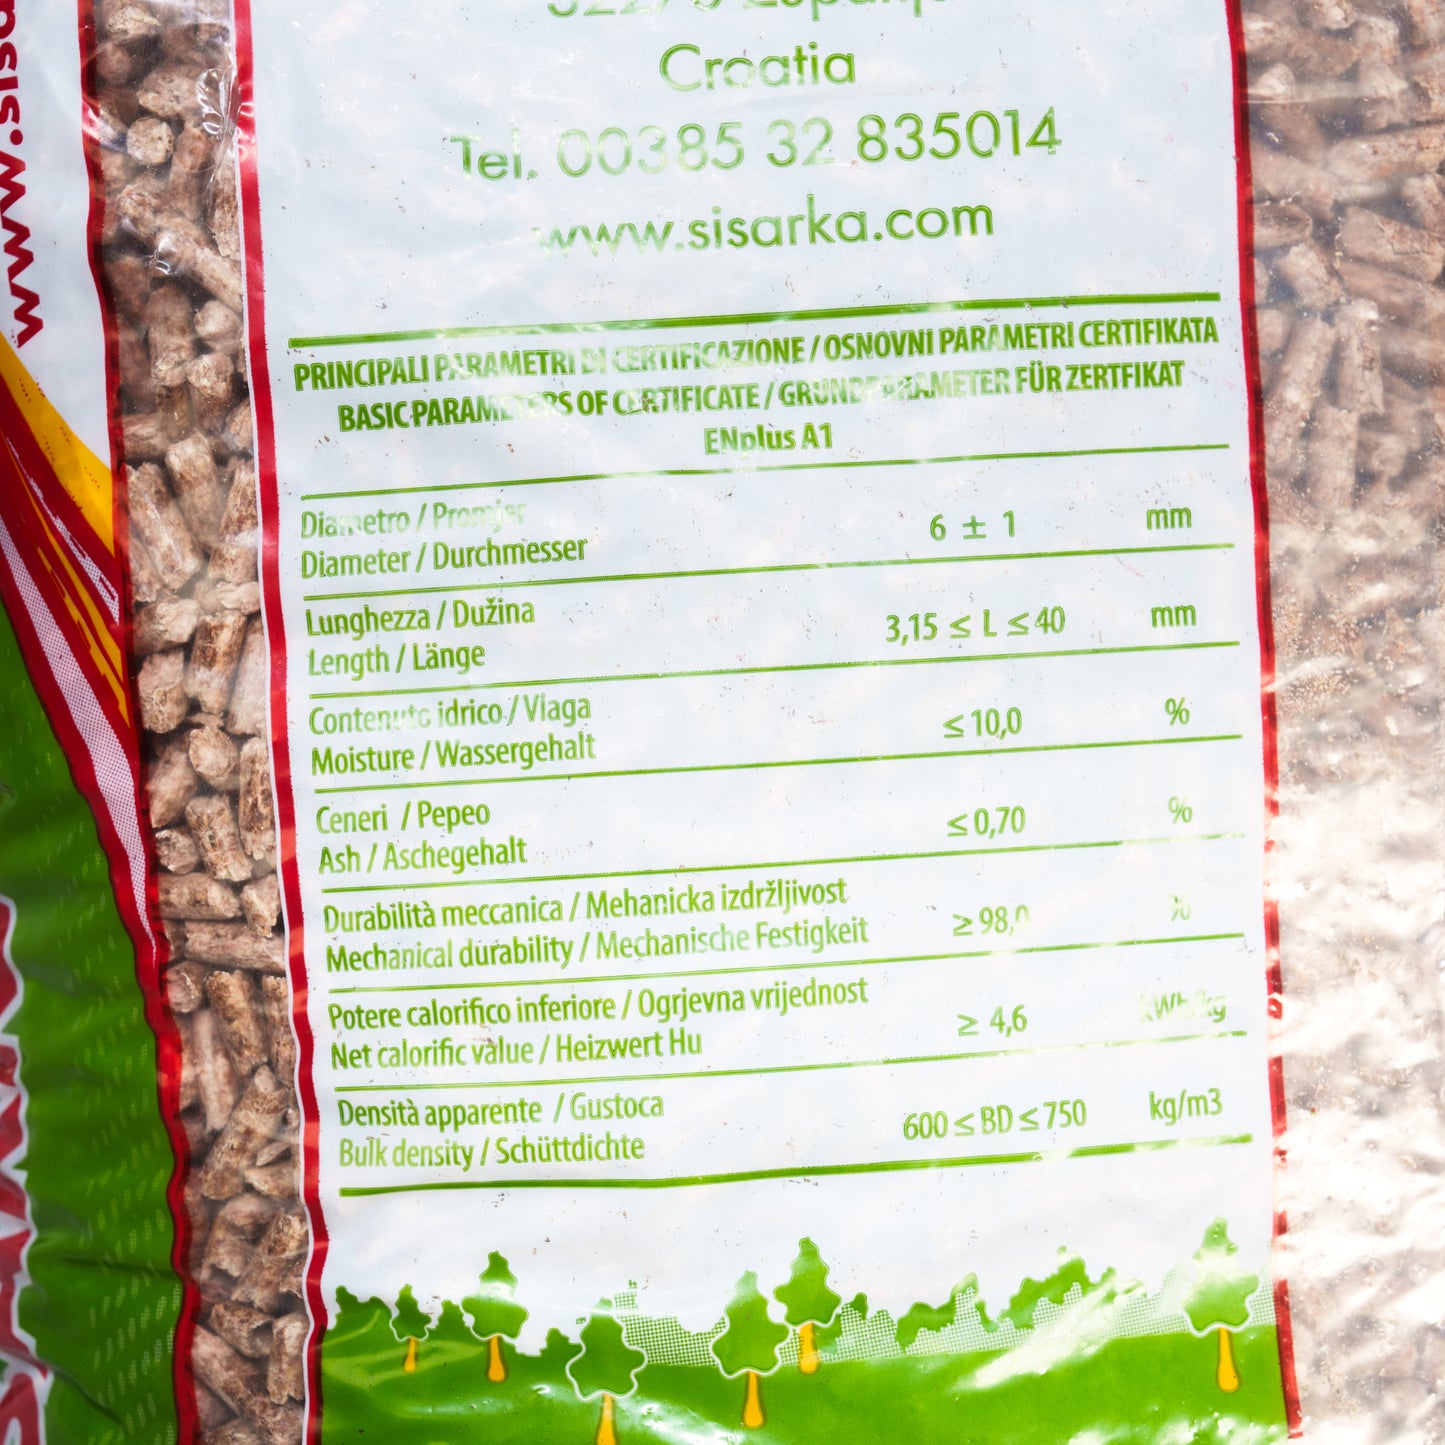 Croatia
Tel. 00385 32 835014
www.sisarka.com
PRINCIPALI PARAMETRI DI CERTIFICAZIONE / OSNOVNI PARAMETRI CERTIFIKATA
BASIC PARAMETERS OF CERTIFICATE / GRUNDPARAMETER FÜR ZERTFIKAT
ENplus A1
Diametro / Promjer
Diameter / Durchmesser
6 ± 1 mm
Lunghezza / Dužina
Length / Länge
3,15 ≤ L ≤ 40 mm
Contenuto idrico / Vlaga
Moisture / Wassergehalt
≤ 10,0 %
Ceneri / Pepeo
Ash / Aschegehalt
≤ 0,70 %
Durabilità meccanica / Mehanicka izdržljivost
Mechanical durability / Mechanische Festigkeit
≥ 98,0 %
Potere calorifico inferiore / Ogrjevna vrijednost
Net calorific value / Heizwert Hu
≥ 4,6 kWh/kg
Densità apparente / Gustoca
Bulk density / Schüttdichte
600 ≤ BD ≤ 750 kg/m3